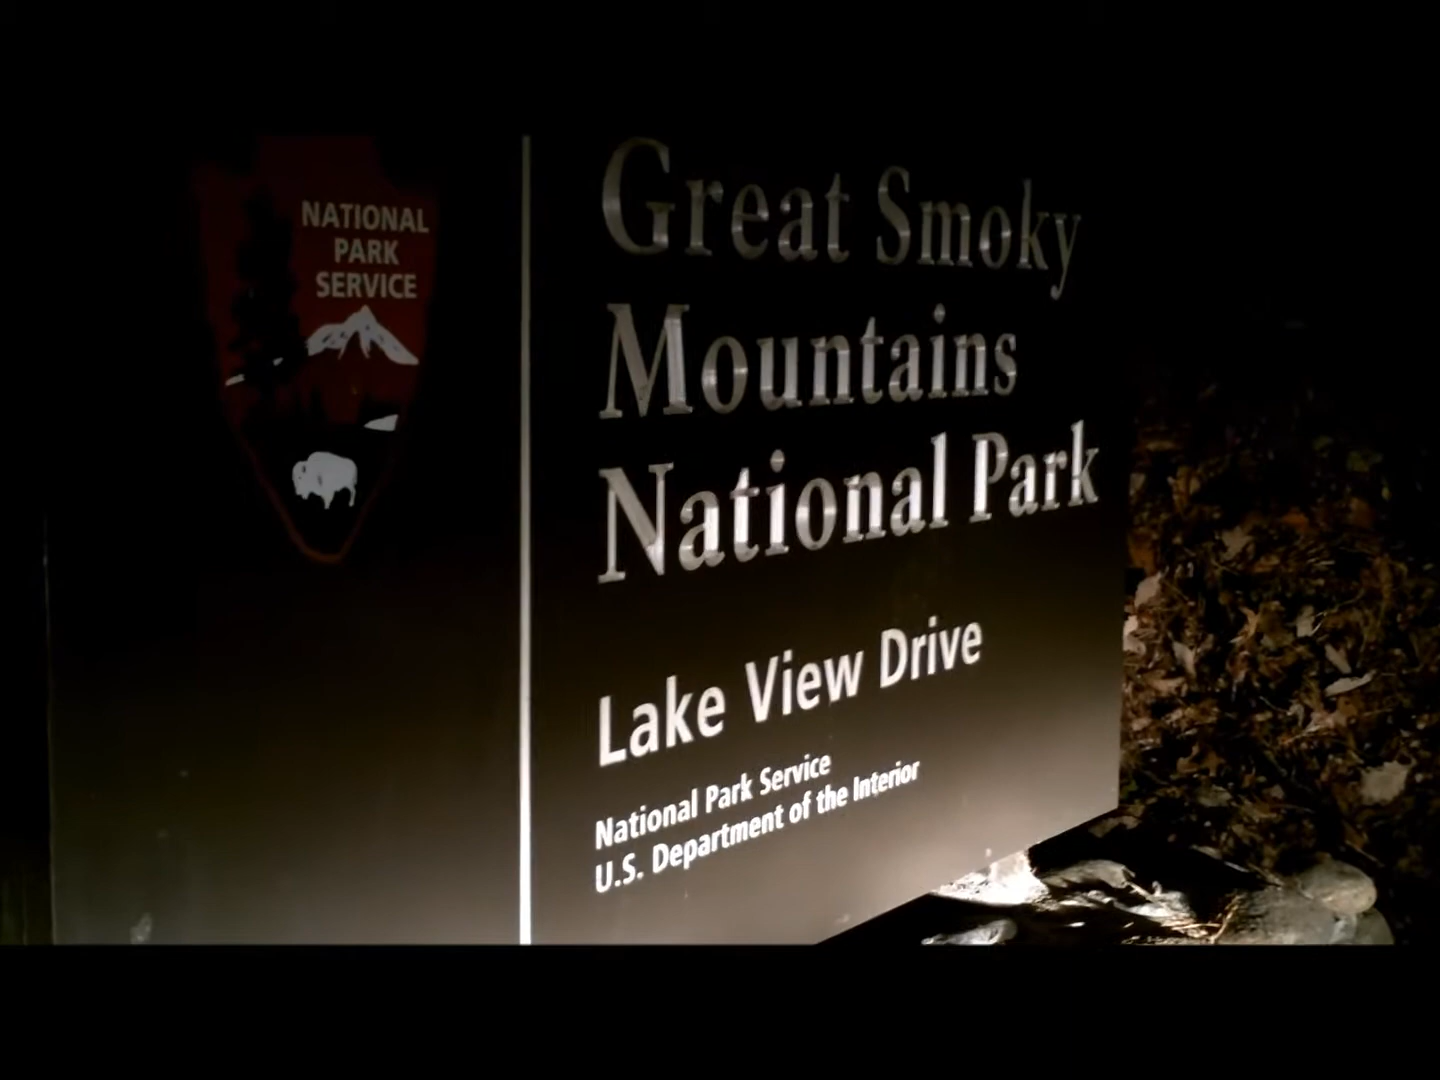 NATIONAL
PARK
SERVICE
Great Smoky
Mountains
National Park
Lake View Drive
National Park Service
U.S. Department of the Interior